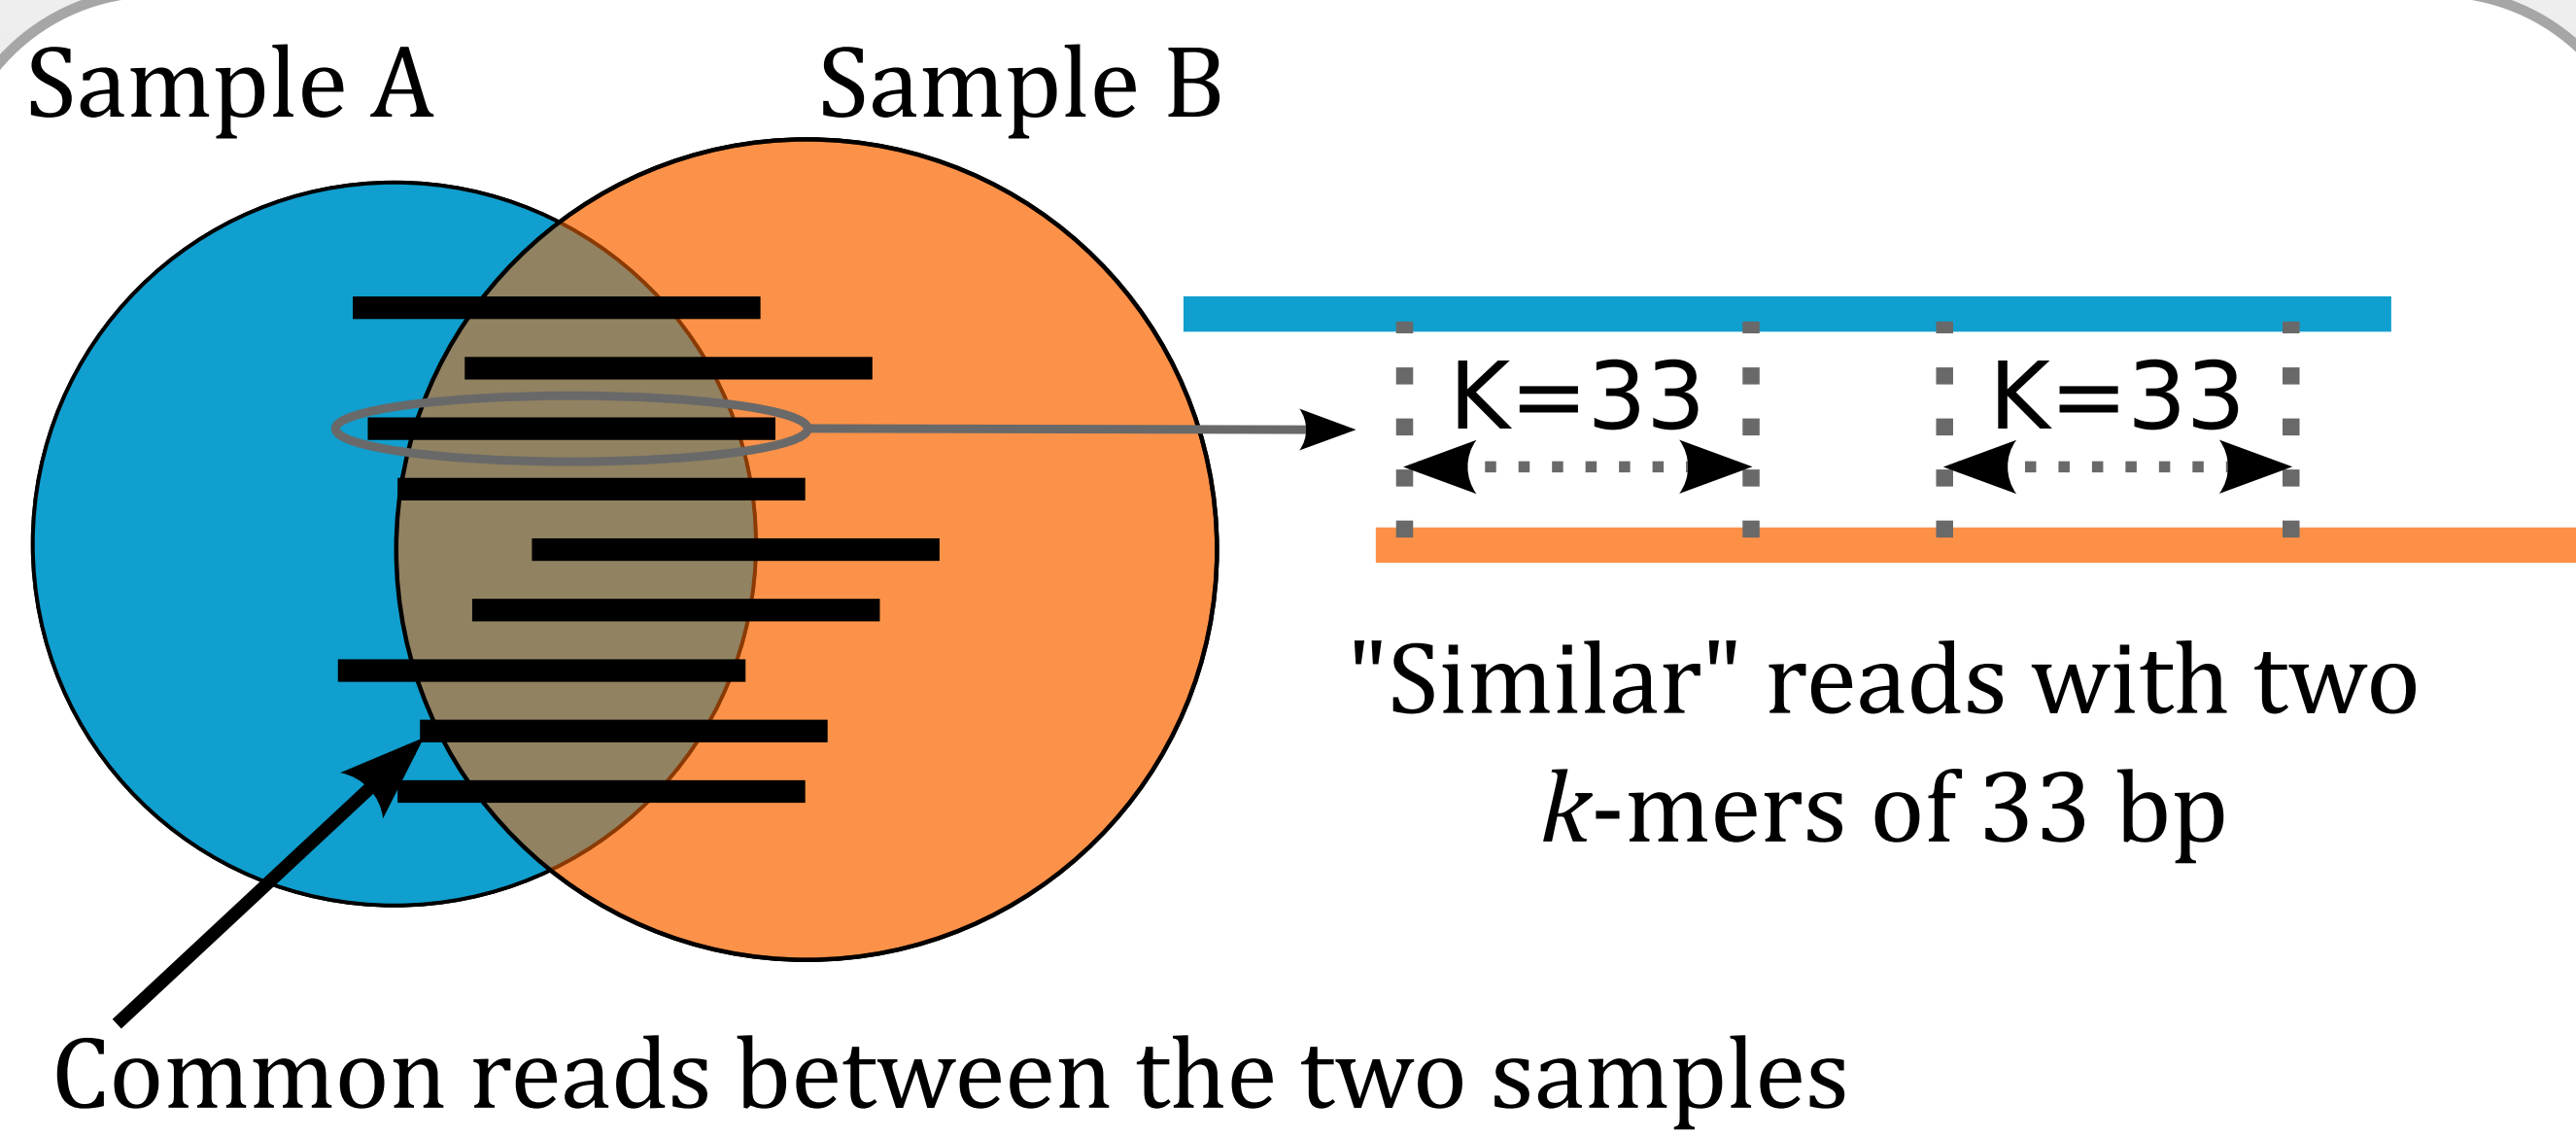 Sample A
Sample B
K=33
K=33
"Similar" reads with two
k-mers of 33 bp
Common reads between the two samples